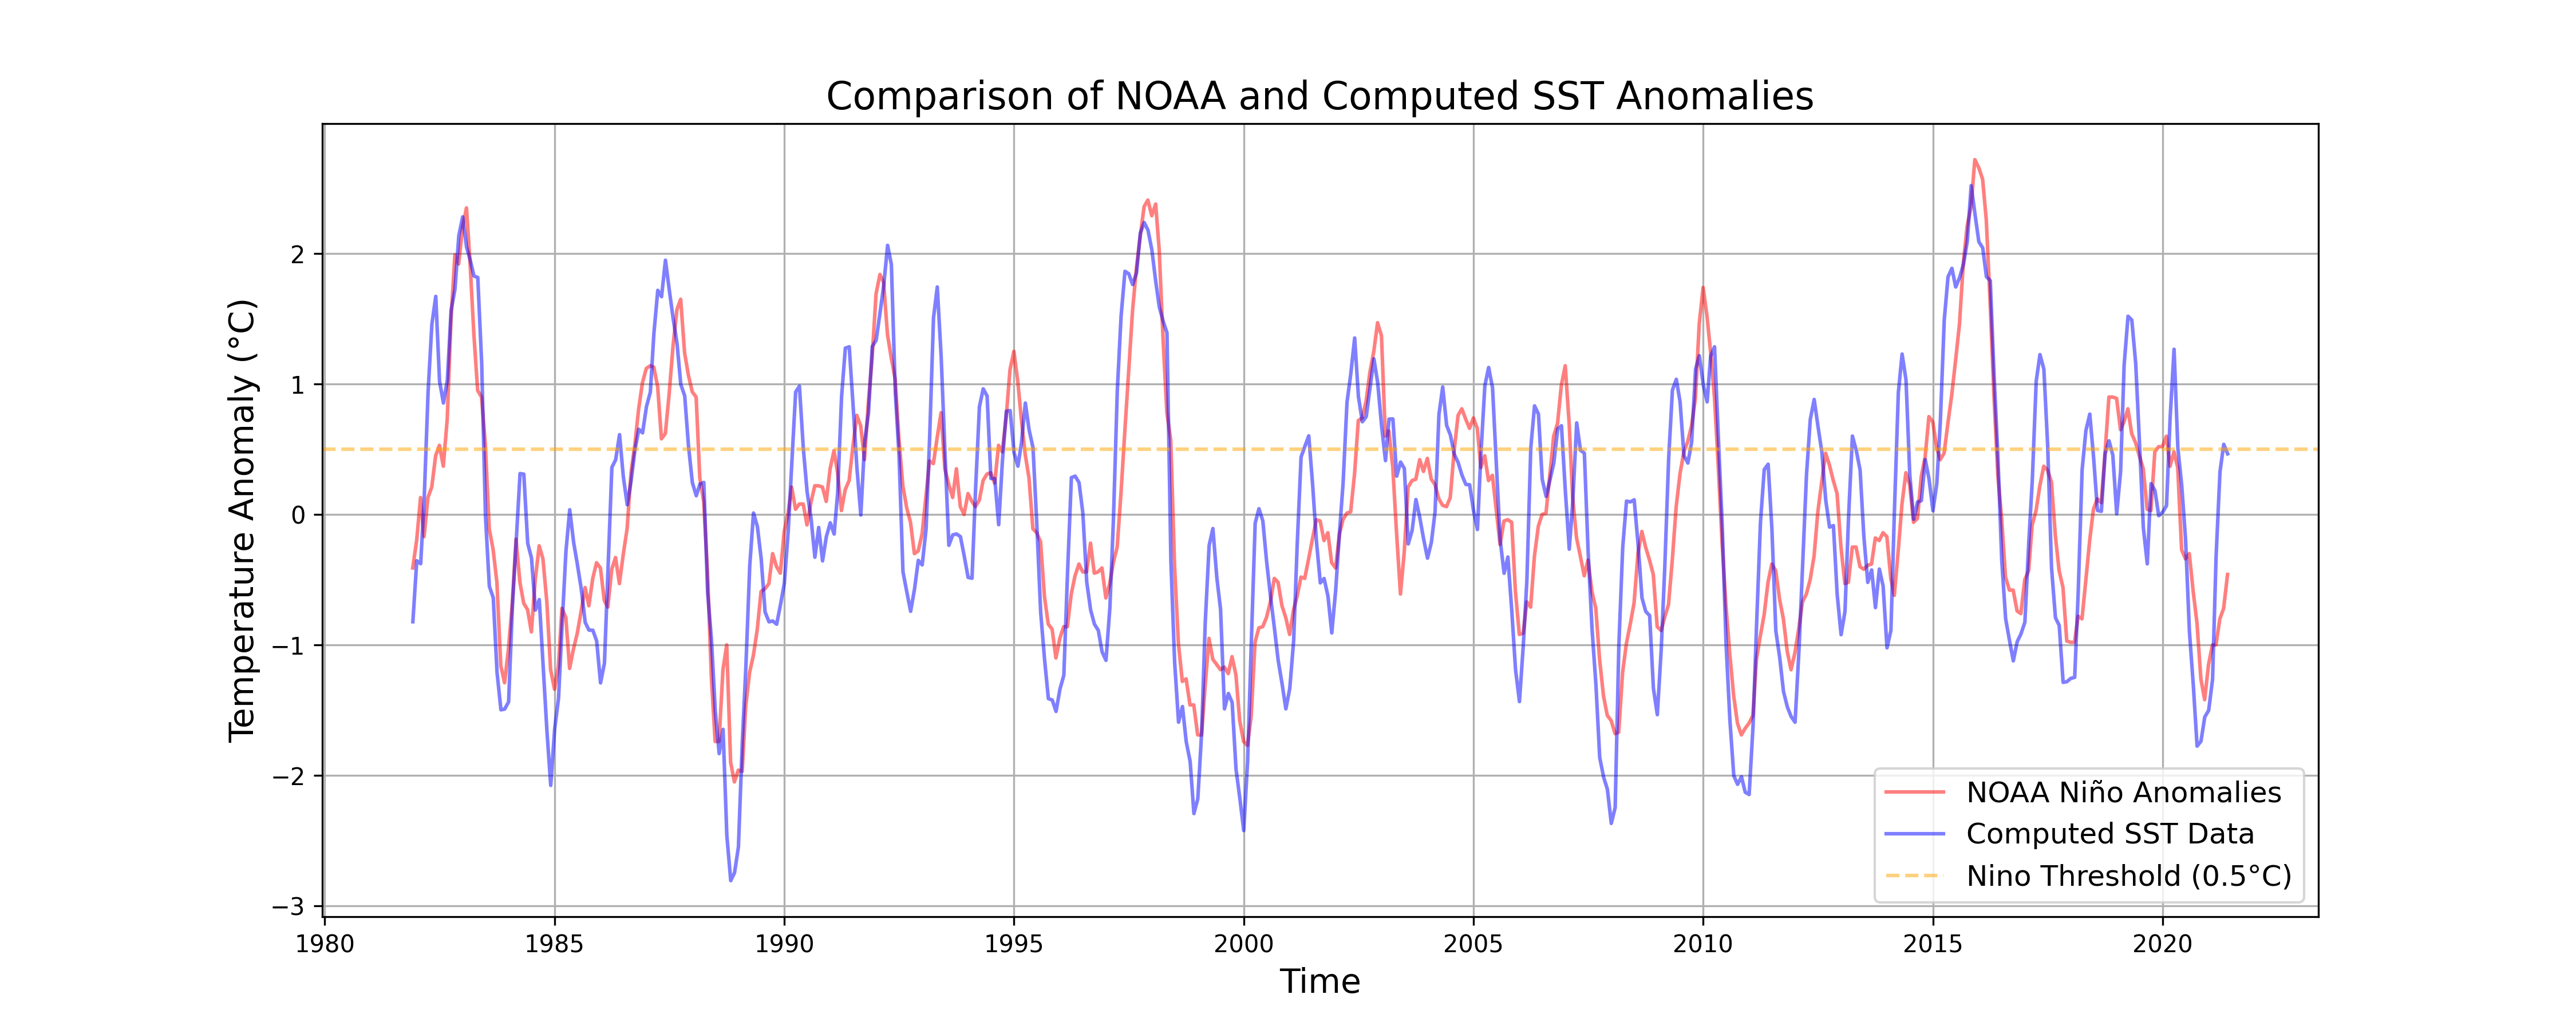 Comparison of NOAA and Computed SST Anomalies
Temperature Anomaly (°C)
2
1
0
−1
−2
−3
1980 1985 1990 1995 2000 2005 2010 2015 2020
Time
NOAA Niño Anomalies
Computed SST Data
Nino Threshold (0.5°C)